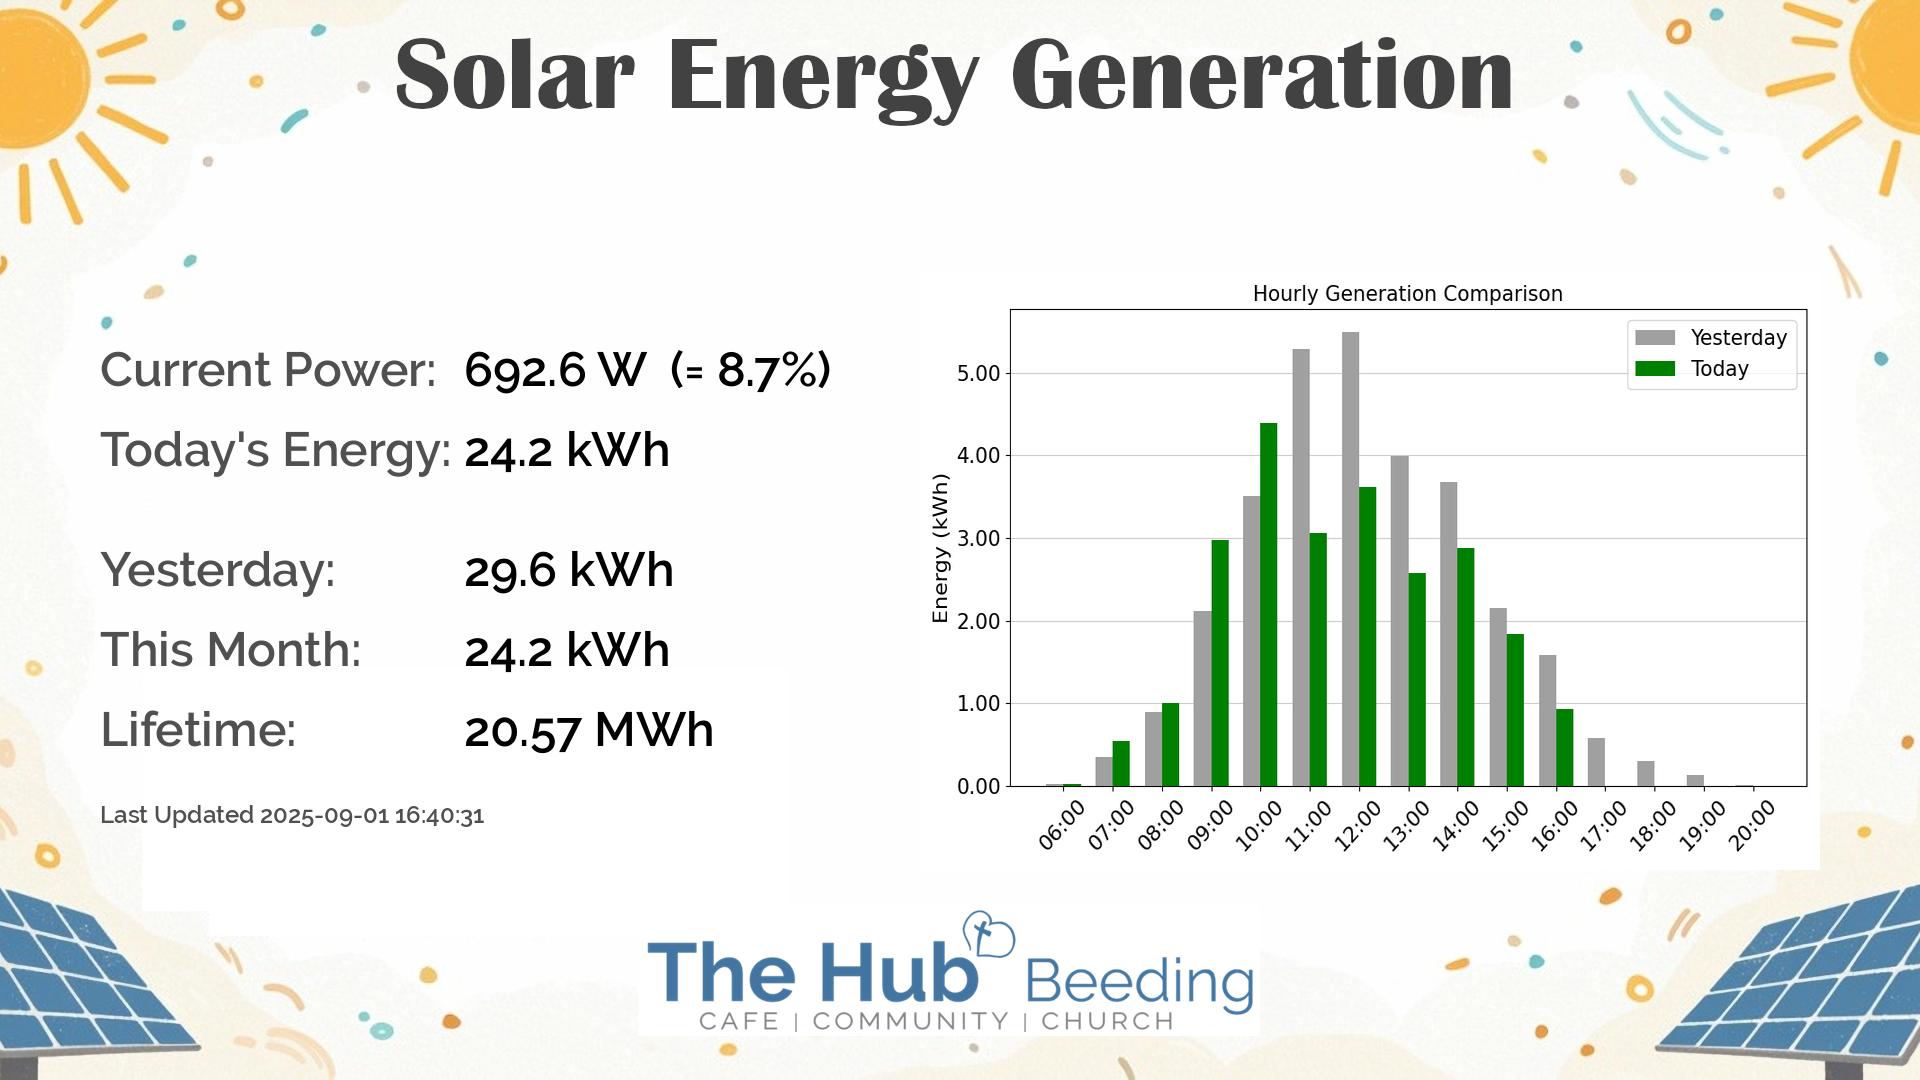 Solar Energy Generation
Current Power: 692.6 W (= 8.7%)
Today's Energy: 24.2 kWh
Yesterday: 29.6 kWh
This Month: 24.2 kWh
Lifetime: 20.57 MWh
Last Updated 2025-09-01 16:40:31
Hourly Generation Comparison
Yesterday
Today
Energy (kWh)
5.00
4.00
3.00
2.00
1.00
0.00
06:00 07:00 08:00 09:00 10:00 11:00 12:00 13:00 14:00 15:00 16:00 17:00 18:00 19:00 20:00
The Hub Beeding
CAFE | COMMUNITY | CHURCH